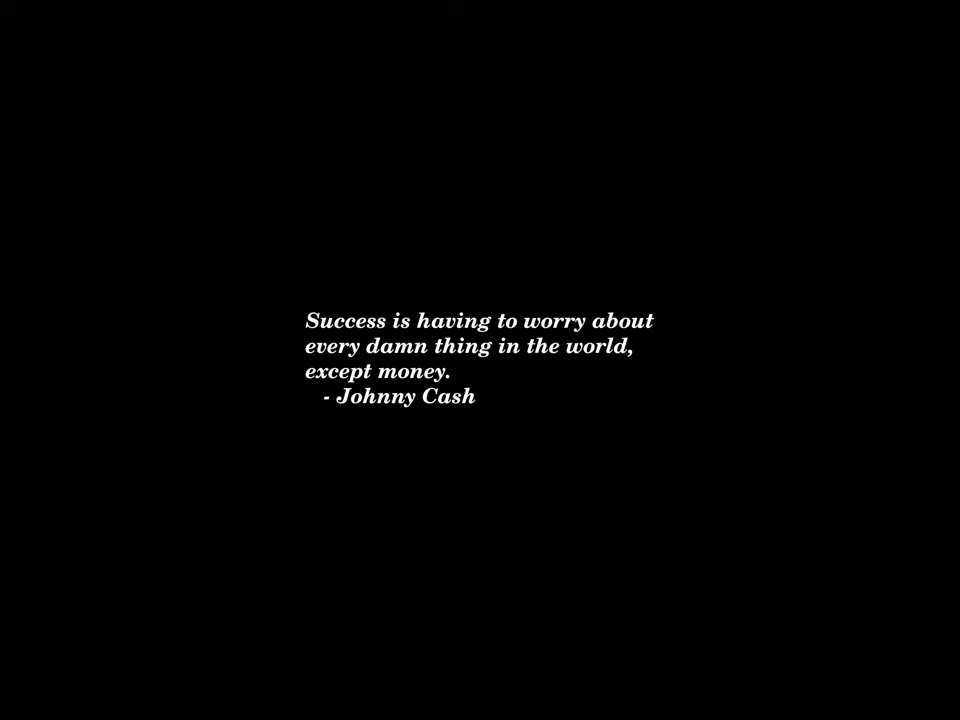 Success is having to worry about
every damn thing in the world,
except money.
- Johnny Cash